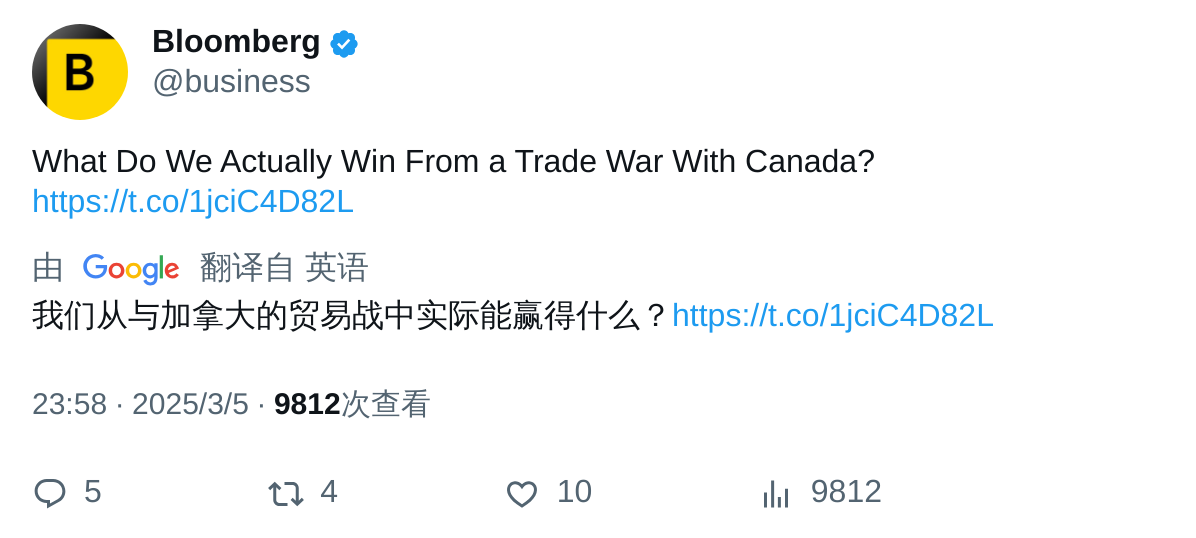 B
Bloomberg
@business
What Do We Actually Win From a Trade War With Canada?
https://t.co/1jciC4D82L
由 Google 翻译自 英语
我们从与加拿大的贸易战中实际能赢得什么？https://t.co/1jciC4D82L
23:58 · 2025/3/5 · 9812次查看
5 4 10 9812